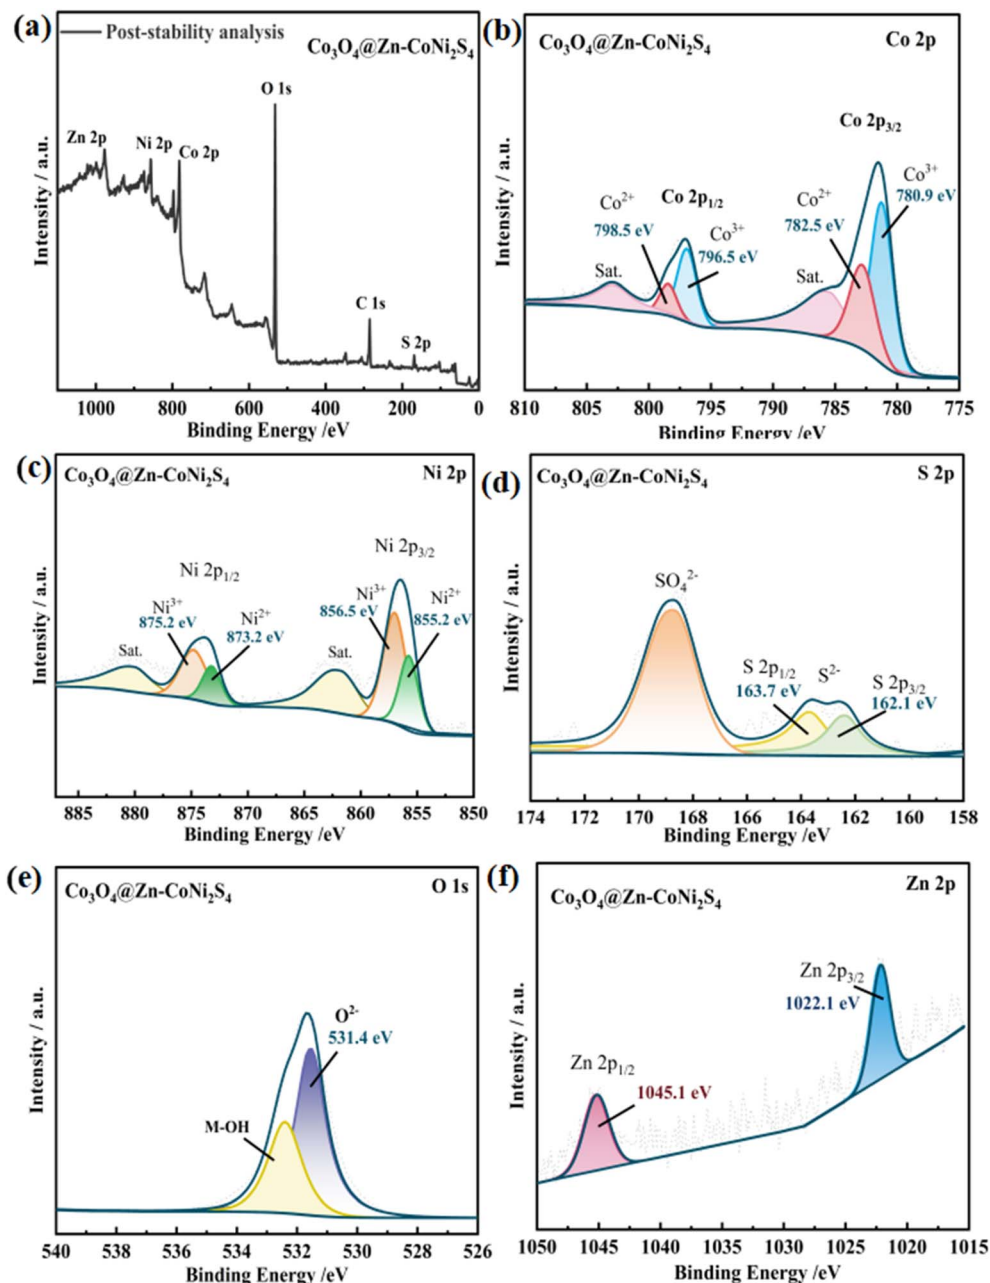 (a)
Post-stability analysis
Co₃O₄@Zn-CoNi₂S₄
O 1s
Zn 2p
Ni 2p
Co 2p
C 1s
S 2p
Intensity / a.u.
1000 800 600 400 200 0
Binding Energy /eV
(b)
Co₃O₄@Zn-CoNi₂S₄
Co 2p
Co 2p₃/₂
Co³⁺
780.9 eV
Co²⁺
782.5 eV
Co 2p₁/₂
Co²⁺
798.5 eV
Co³⁺
796.5 eV
Sat.
Sat.
Intensity / a.u.
810 805 800 795 790 785 780 775
Binding Energy /eV
(c)
Co₃O₄@Zn-CoNi₂S₄
Ni 2p
Ni 2p₃/₂
Ni 2p₁/₂
Ni³⁺
875.2 eV
Ni²⁺
873.2 eV
Ni³⁺
856.5 eV
Ni²⁺
855.2 eV
Sat.
Sat.
Intensity / a.u.
885 880 875 870 865 860 855 850
Binding Energy /eV
(d)
Co₃O₄@Zn-CoNi₂S₄
S 2p
SO₄²⁻
S 2p₁/₂
163.7 eV
S²⁻
S 2p₃/₂
162.1 eV
Intensity / a.u.
174 172 170 168 166 164 162 160 158
Binding Energy /eV
(e)
Co₃O₄@Zn-CoNi₂S₄
O 1s
O²⁻
531.4 eV
M-OH
Intensity / a.u.
540 538 536 534 532 530 528 526
Binding Energy /eV
(f)
Co₃O₄@Zn-CoNi₂S₄
Zn 2p
Zn 2p₃/₂
1022.1 eV
Zn 2p₁/₂
1045.1 eV
Intensity / a.u.
1050 1045 1040 1035 1030 1025 1020 1015
Binding Energy /eV